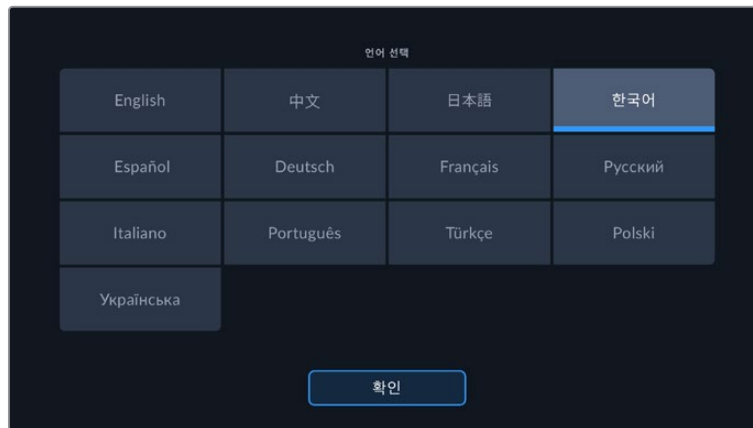 언어 선택
English 中文 日本語 한국어
Español Deutsch Français Русский
Italiano Português Türkçe Polski
Українська
확인